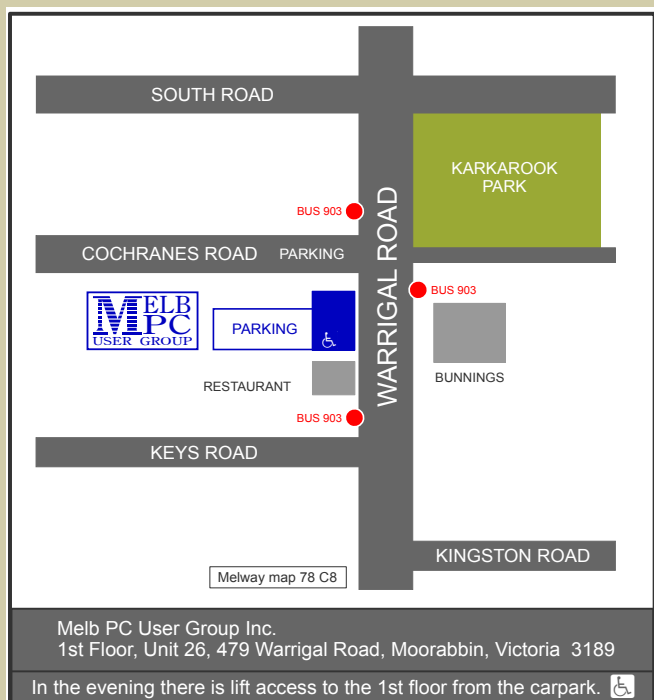 SOUTH ROAD
KARKAROOK
PARK
BUS 903
WARRIGAL ROAD
COCHRANES ROAD
PARKING
BUS 903
MELB
PC
USER GROUP
PARKING
BUNNINGS
RESTAURANT
BUS 903
KEYS ROAD
KINGSTON ROAD
Melway map 78 C8
Melb PC User Group Inc.
1st Floor, Unit 26, 479 Warrigal Road, Moorabbin, Victoria 3189
In the evening there is lift access to the 1st floor from the carpark.